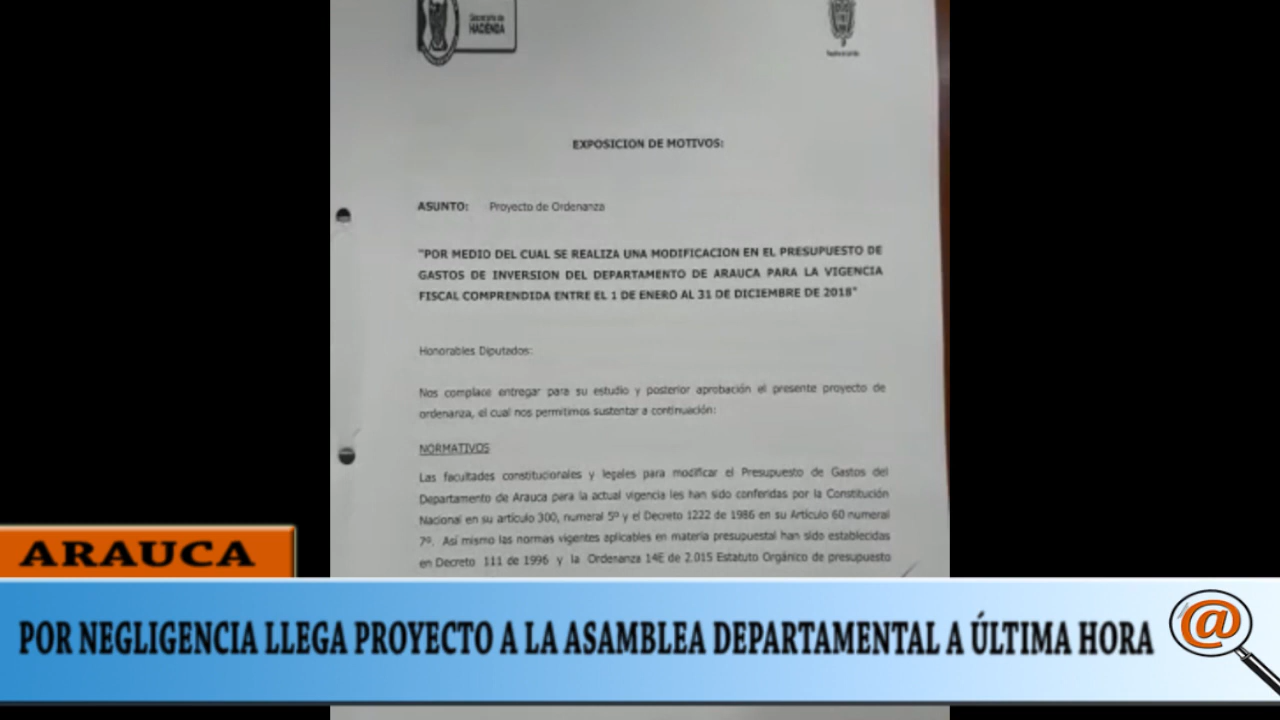 Secretaría de
HACIENDA
EXPOSICION DE MOTIVOS:
ASUNTO: Proyecto de Ordenanza
"POR MEDIO DEL CUAL SE REALIZA UNA MODIFICACION EN EL PRESUPUESTO DE
GASTOS DE INVERSION DEL DEPARTAMENTO DE ARAUCA PARA LA VIGENCIA
FISCAL COMPRENDIDA ENTRE EL 1 DE ENERO AL 31 DE DICIEMBRE DE 2018"
Honorables Diputados:
Nos complace entregar para su estudio y posterior aprobación el presente proyecto de
ordenanza, el cual nos permitimos sustentar a continuación:
NORMATIVOS
Las facultades constitucionales y legales para modificar el Presupuesto de Gastos del
Departamento de Arauca para la actual vigencia les han sido conferidas por la Constitución
Nacional en su artículo 300, numeral 5º y el Decreto 1222 de 1986 en su Artículo 60 numeral
7º. Así mismo las normas vigentes aplicables en materia presupuestal han sido establecidas
en Decreto 111 de 1996 y la Ordenanza 14E de 2.015 Estatuto Orgánico de presupuesto
ARAUCA
POR NEGLIGENCIA LLEGA PROYECTO A LA ASAMBLEA DEPARTAMENTAL A ÚLTIMA HORA
@